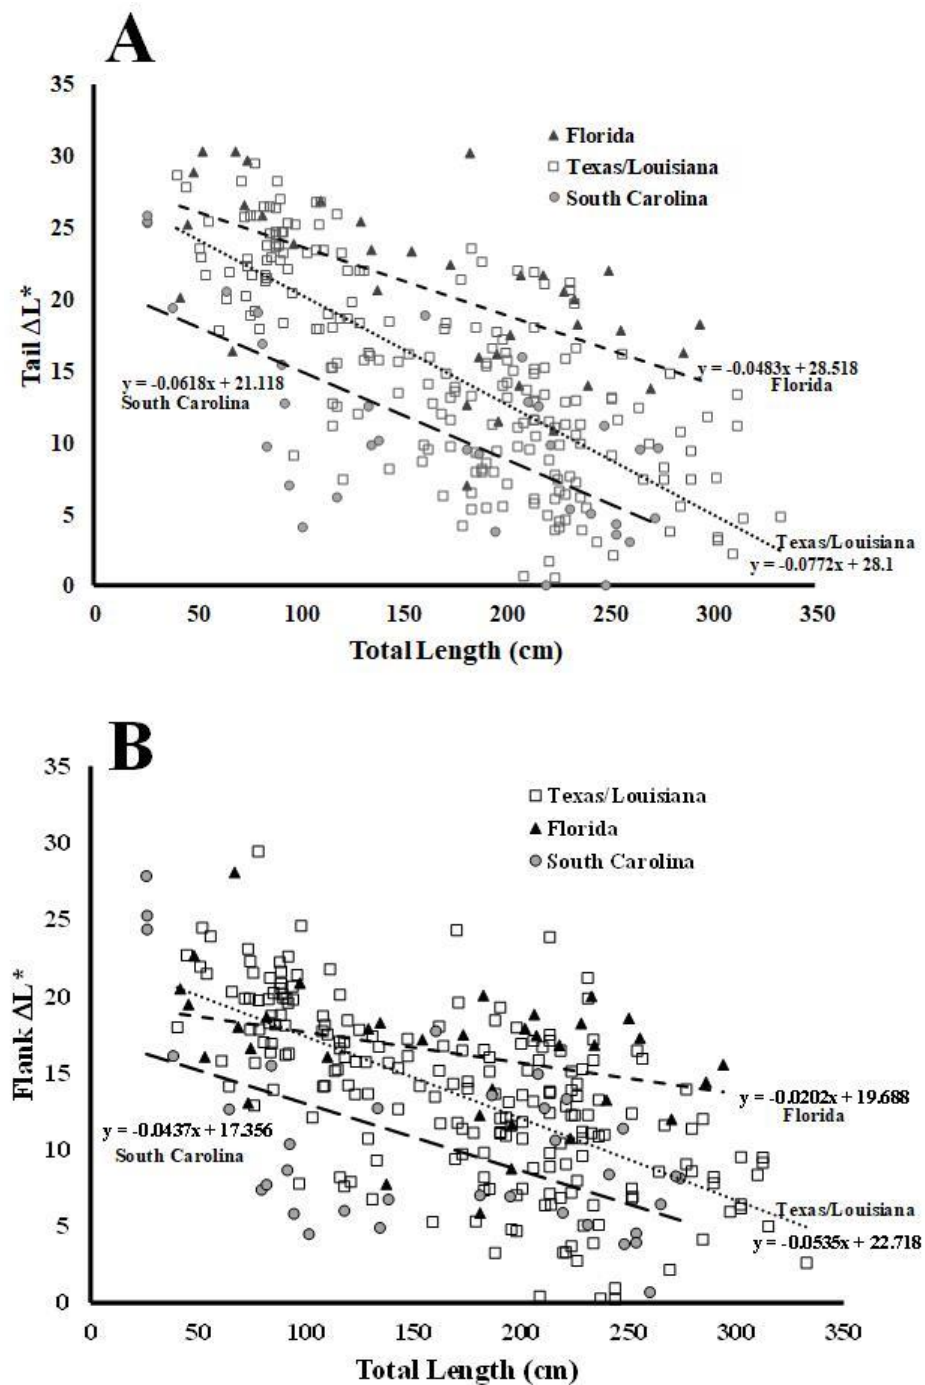 A
35
30
25
20
15
10
5
0
Tail ΔL*
Florida
Texas/Louisiana
South Carolina
y = -0.0618x + 21.118
South Carolina
y = -0.0483x + 28.518
Florida
Texas/Louisiana
y = -0.0772x + 28.1
0 50 100 150 200 250 300 350
Total Length (cm)
B
35
30
25
20
15
10
5
0
Flank ΔL*
Texas/Louisiana
Florida
South Carolina
y = -0.0437x + 17.356
South Carolina
y = -0.0202x + 19.688
Florida
Texas/Louisiana
y = -0.0535x + 22.718
0 50 100 150 200 250 300 350
Total Length (cm)